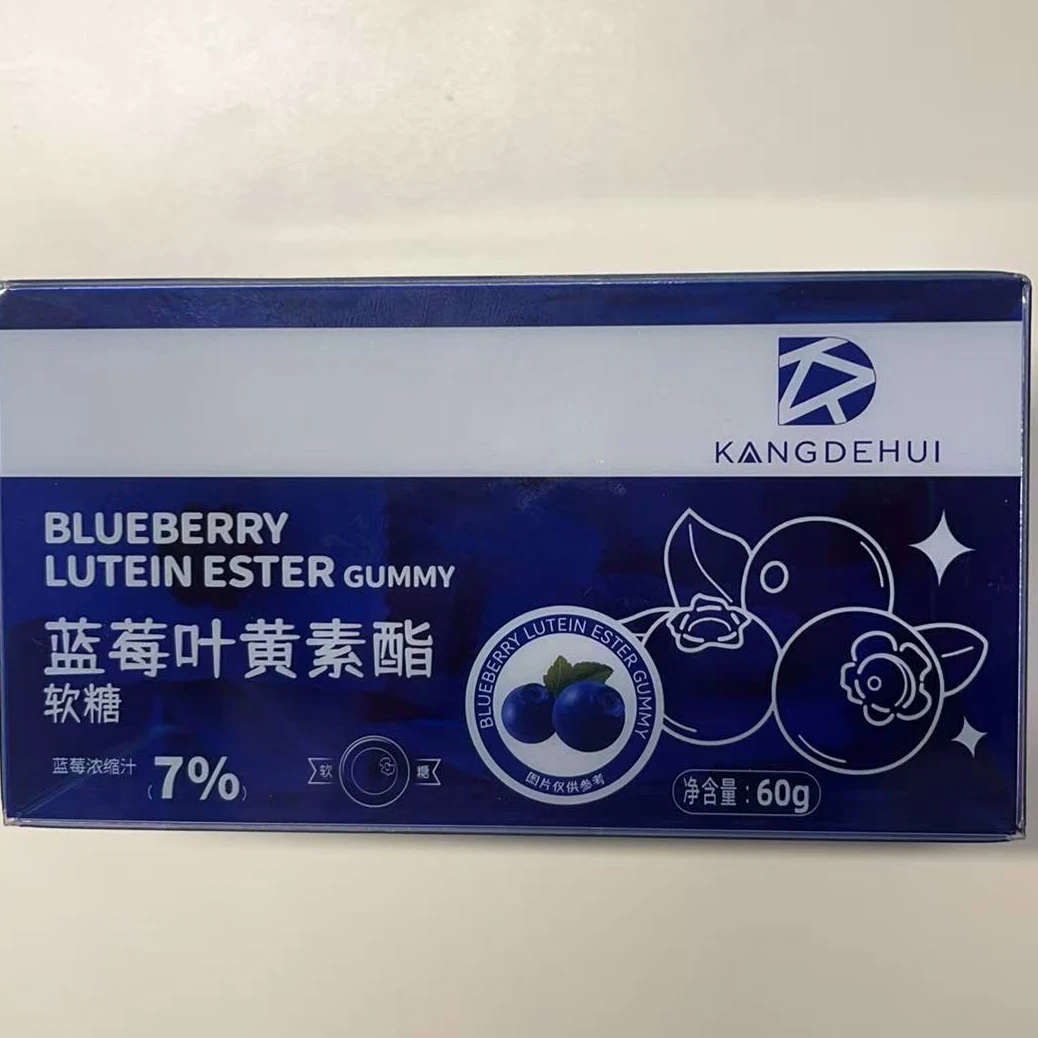 KANGDEHUI
BLUEBERRY
LUTEIN ESTER GUMMY
蓝莓叶黄素酯
软糖
蓝莓浓缩汁
(7%)
软 糖
BLUEBERRY LUTEIN ESTER GUMMY
图片仅供参考
净含量:60g